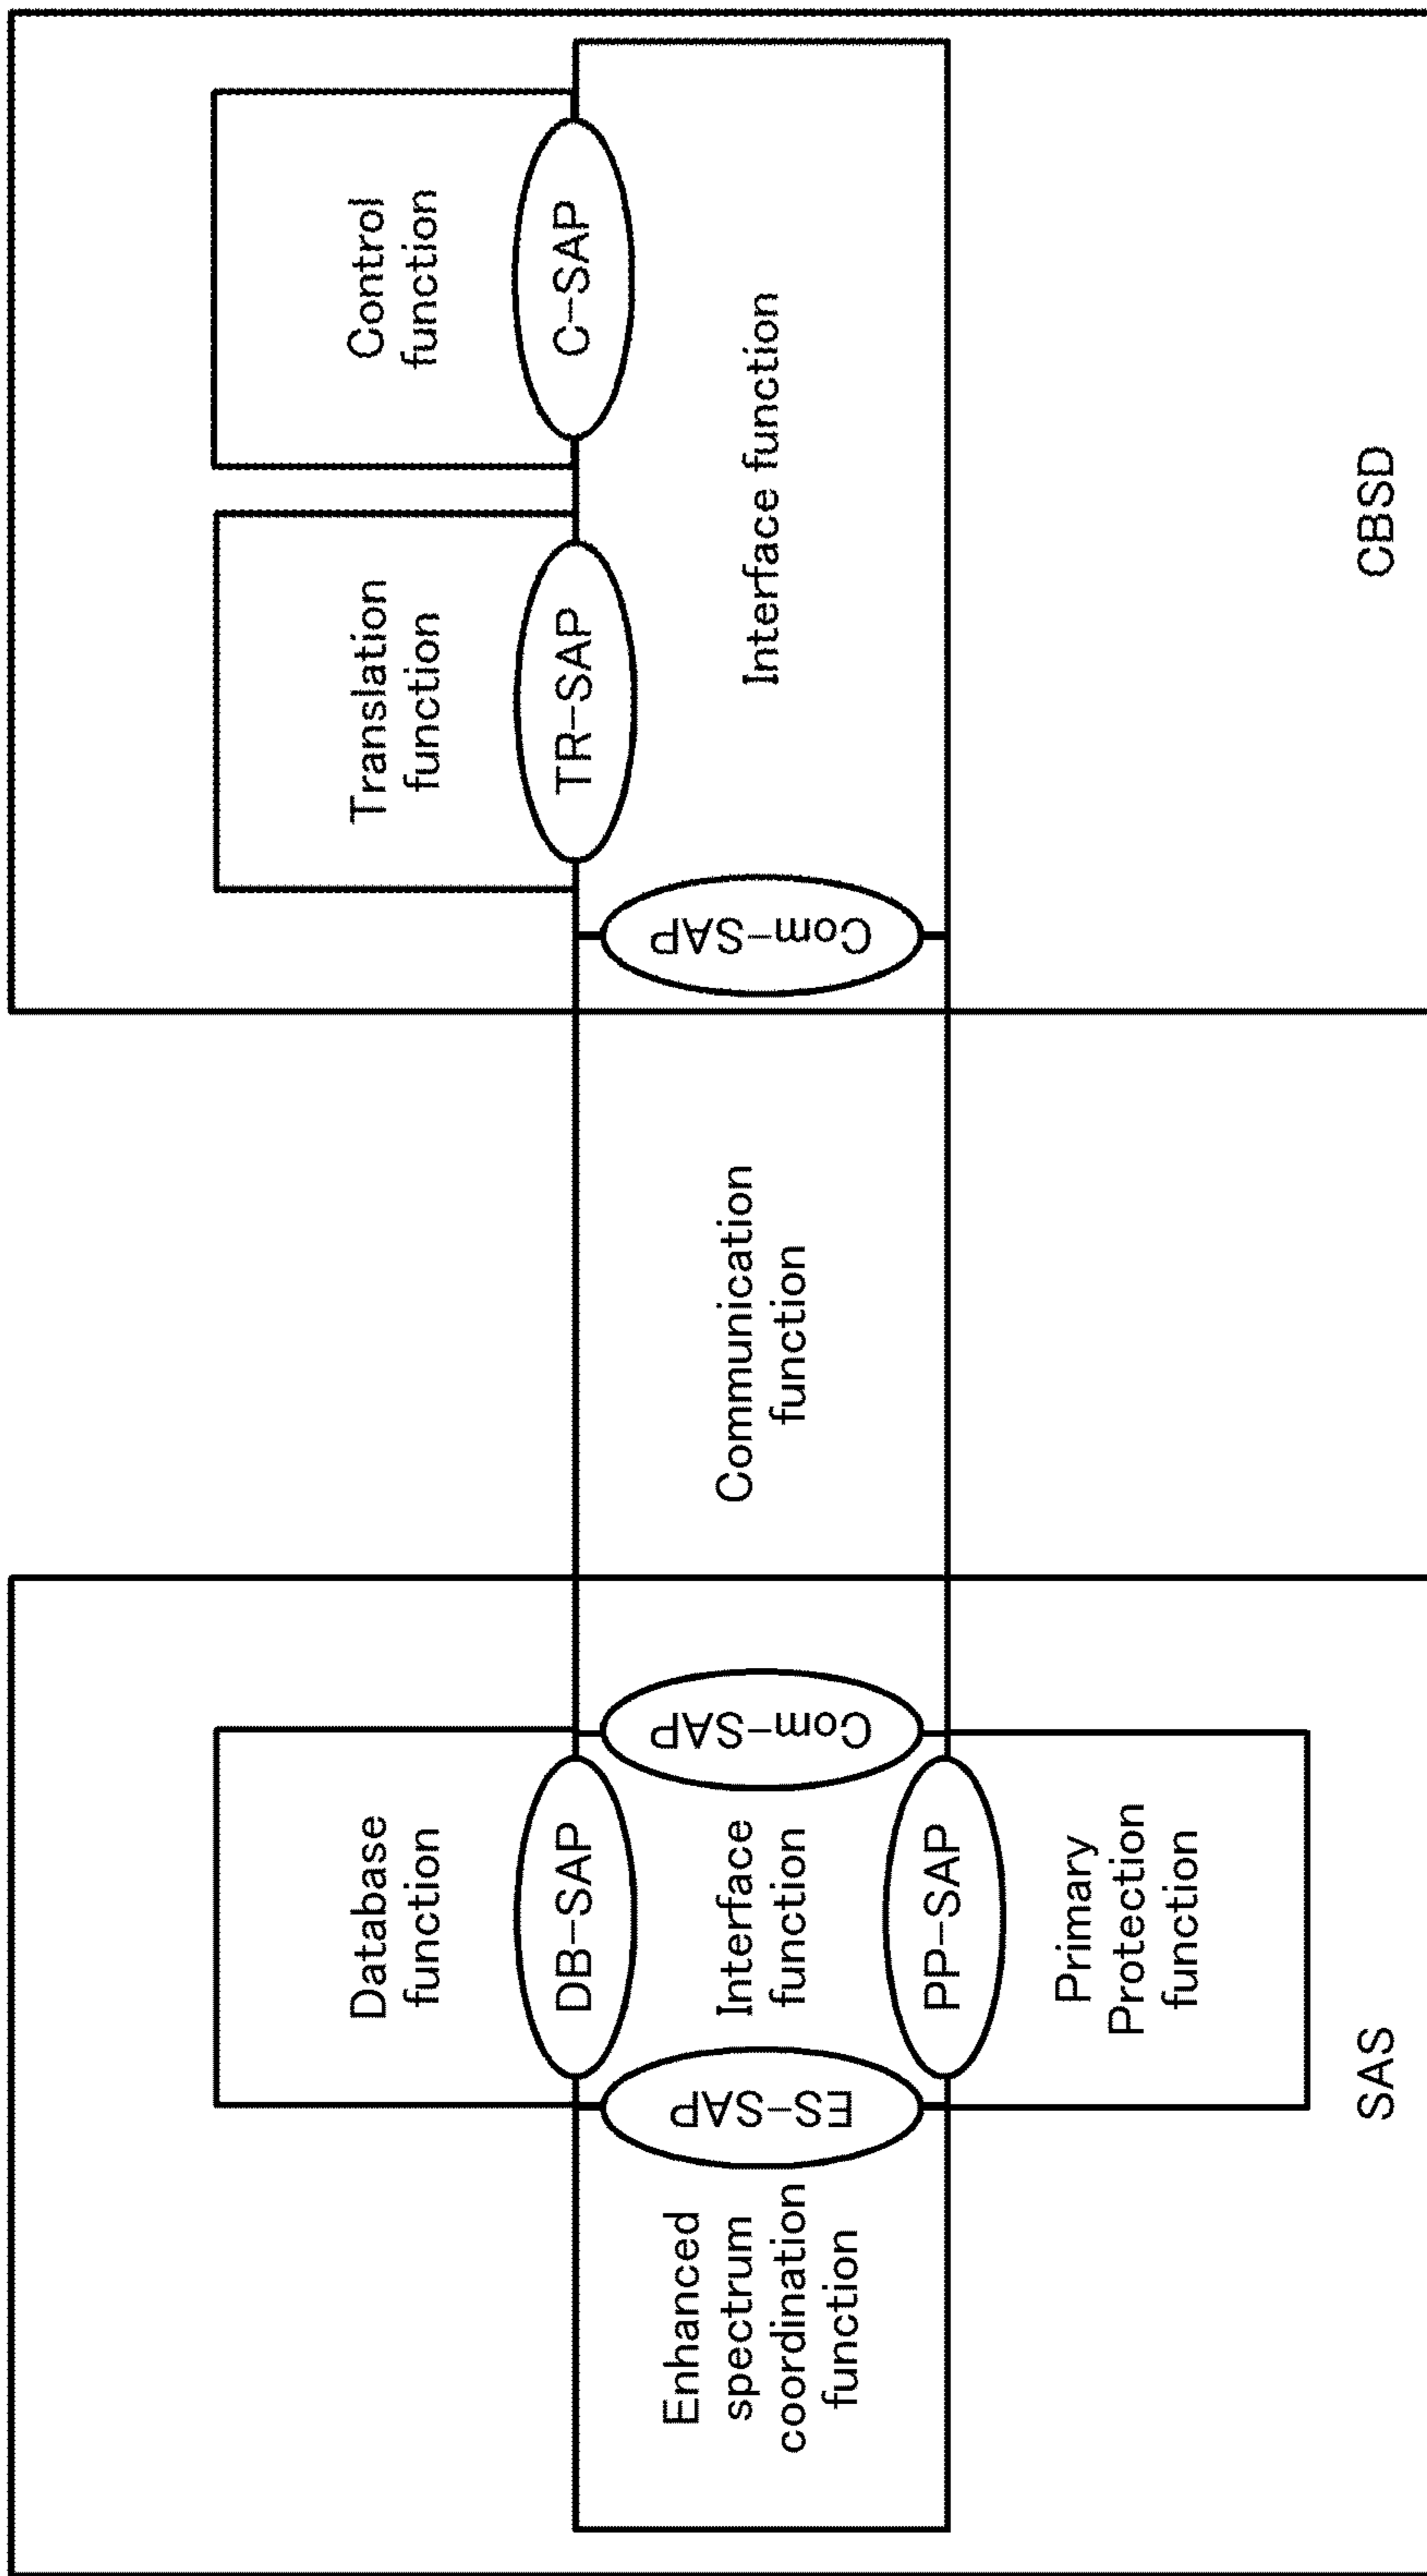 Database
function
DB-SAP
Enhanced
spectrum
coordination
function
ES-SAP
Interface
function
Com-SAP
PP-SAP
Primary
Protection
function
SAS
Communication
function
Translation
function
Control
function
TR-SAP
C-SAP
Com-SAP
Interface function
CBSD